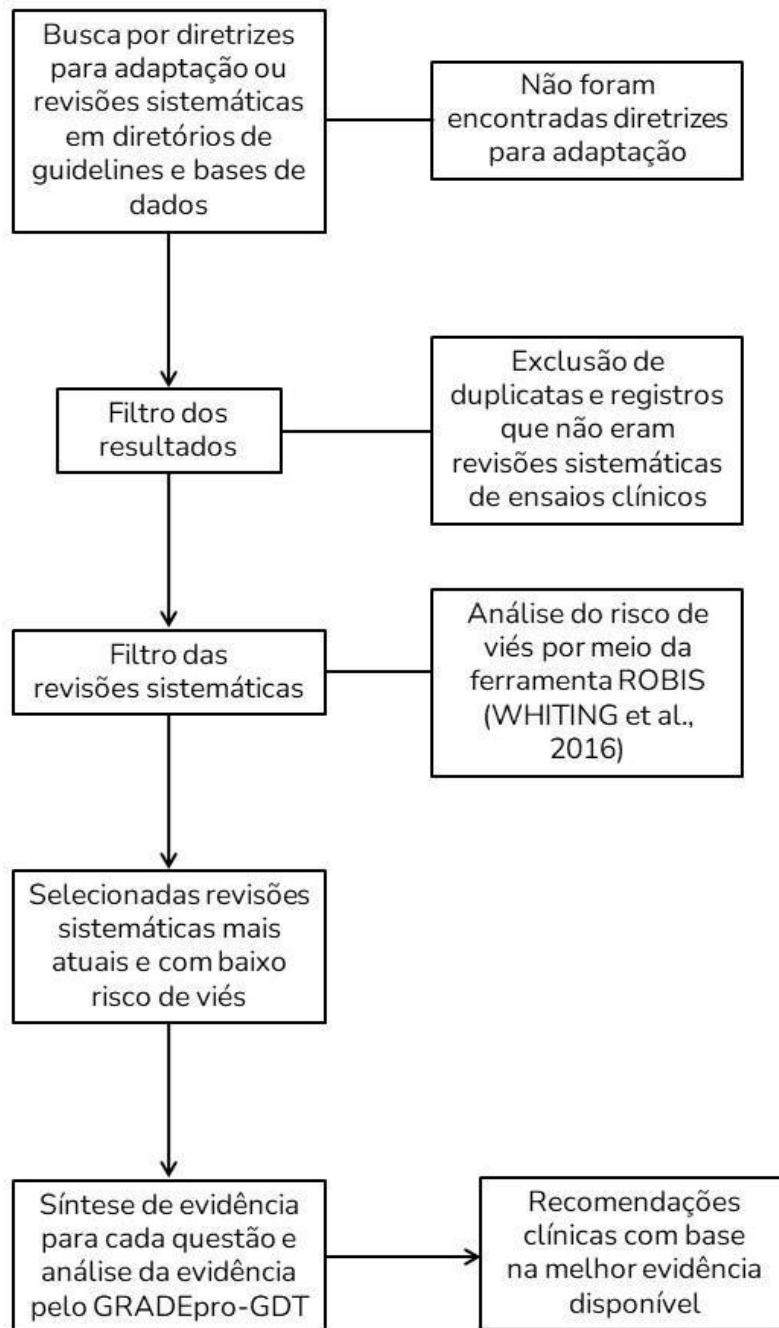 Busca por diretrizes
para adaptação ou
revisões sistemáticas
em diretórios de
guidelines e bases de
dados
Não foram
encontradas diretrizes
para adaptação
Filtro dos
resultados
Exclusão de
duplicatas e registros
que não eram
revisões sistemáticas
de ensaios clínicos
Filtro das
revisões sistemáticas
Análise do risco de
viés por meio da
ferramenta ROBIS
(WHITING et al.,
2016)
Selecionadas revisões
sistemáticas mais
atuais e com baixo
risco de viés
Síntese de evidência
para cada questão e
análise da evidência
pelo GRADEpro-GDT
Recomendações
clínicas com base
na melhor evidência
disponível